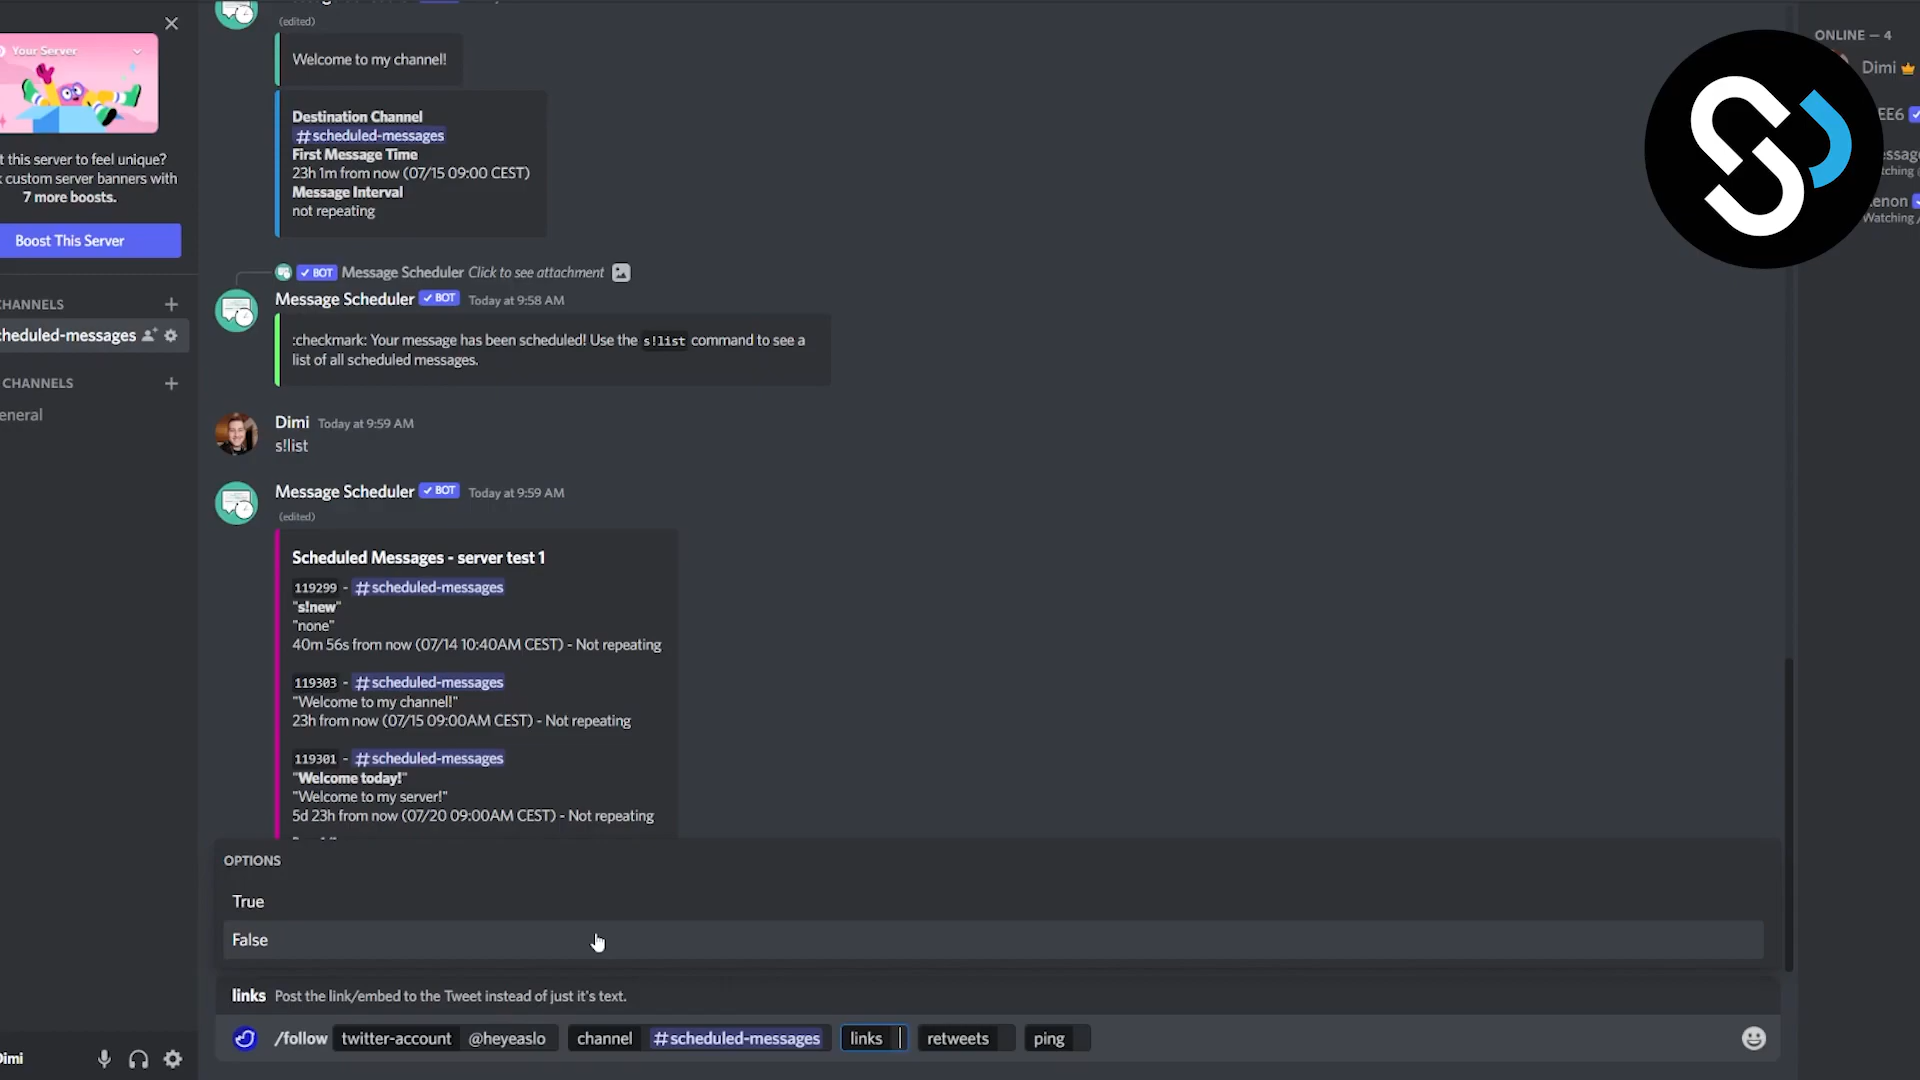 (edited)
Welcome to my channel!
Destination Channel
#scheduled-messages
First Message Time
23h 1m from now (07/15 09:00 CEST)
Message Interval
not repeating
✓ BOT Message Scheduler Click to see attachment
Message Scheduler ✓ BOT Today at 9:58 AM
:checkmark: Your message has been scheduled! Use the s!list command to see a
list of all scheduled messages.
Dimi Today at 9:59 AM
s!list
Message Scheduler ✓ BOT Today at 9:59 AM
(edited)
Scheduled Messages - server test 1
119299 - #scheduled-messages
"s!new"
"none"
40m 56s from now (07/14 10:40AM CEST) - Not repeating
119303 - #scheduled-messages
"Welcome to my channel!"
23h from now (07/15 09:00AM CEST) - Not repeating
119301 - #scheduled-messages
"Welcome today!"
"Welcome to my server!"
5d 23h from now (07/20 09:00AM CEST) - Not repeating
OPTIONS
True
False
links Post the link/embed to the Tweet instead of just it's text.
/follow twitter-account @heyeaslo channel #scheduled-messages links retweets ping
Your Server
t this server to feel unique?
k custom server banners with
7 more boosts.
Boost This Server
CHANNELS
cheduled-messages
CHANNELS
eneral
Dimi
ONLINE — 4
Dimi
EE6
essage
tching
enon
Watching /